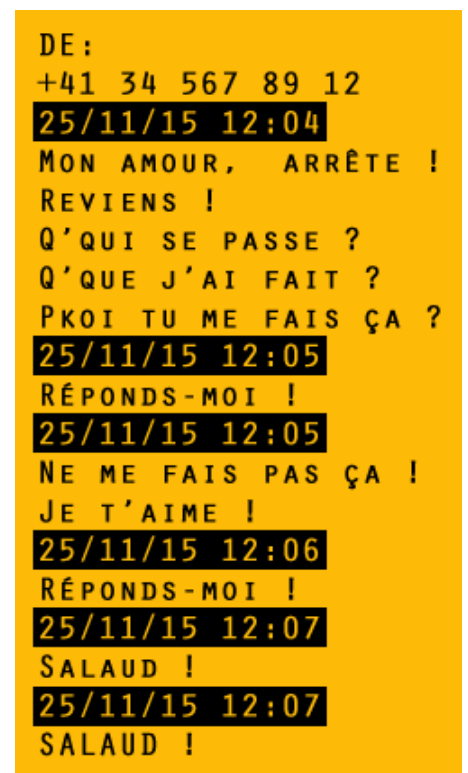 DE:
+41 34 567 89 12
25/11/15 12:04
Mon amour, arrête !
Reviens !
Q'qui se passe ?
Q'que j'ai fait ?
Pkoi tu me fais ça ?
25/11/15 12:05
Réponds-moi !
25/11/15 12:05
Ne me fais pas ça !
Je t'aime !
25/11/15 12:06
Réponds-moi !
25/11/15 12:07
Salaud !
25/11/15 12:07
SALAUD !